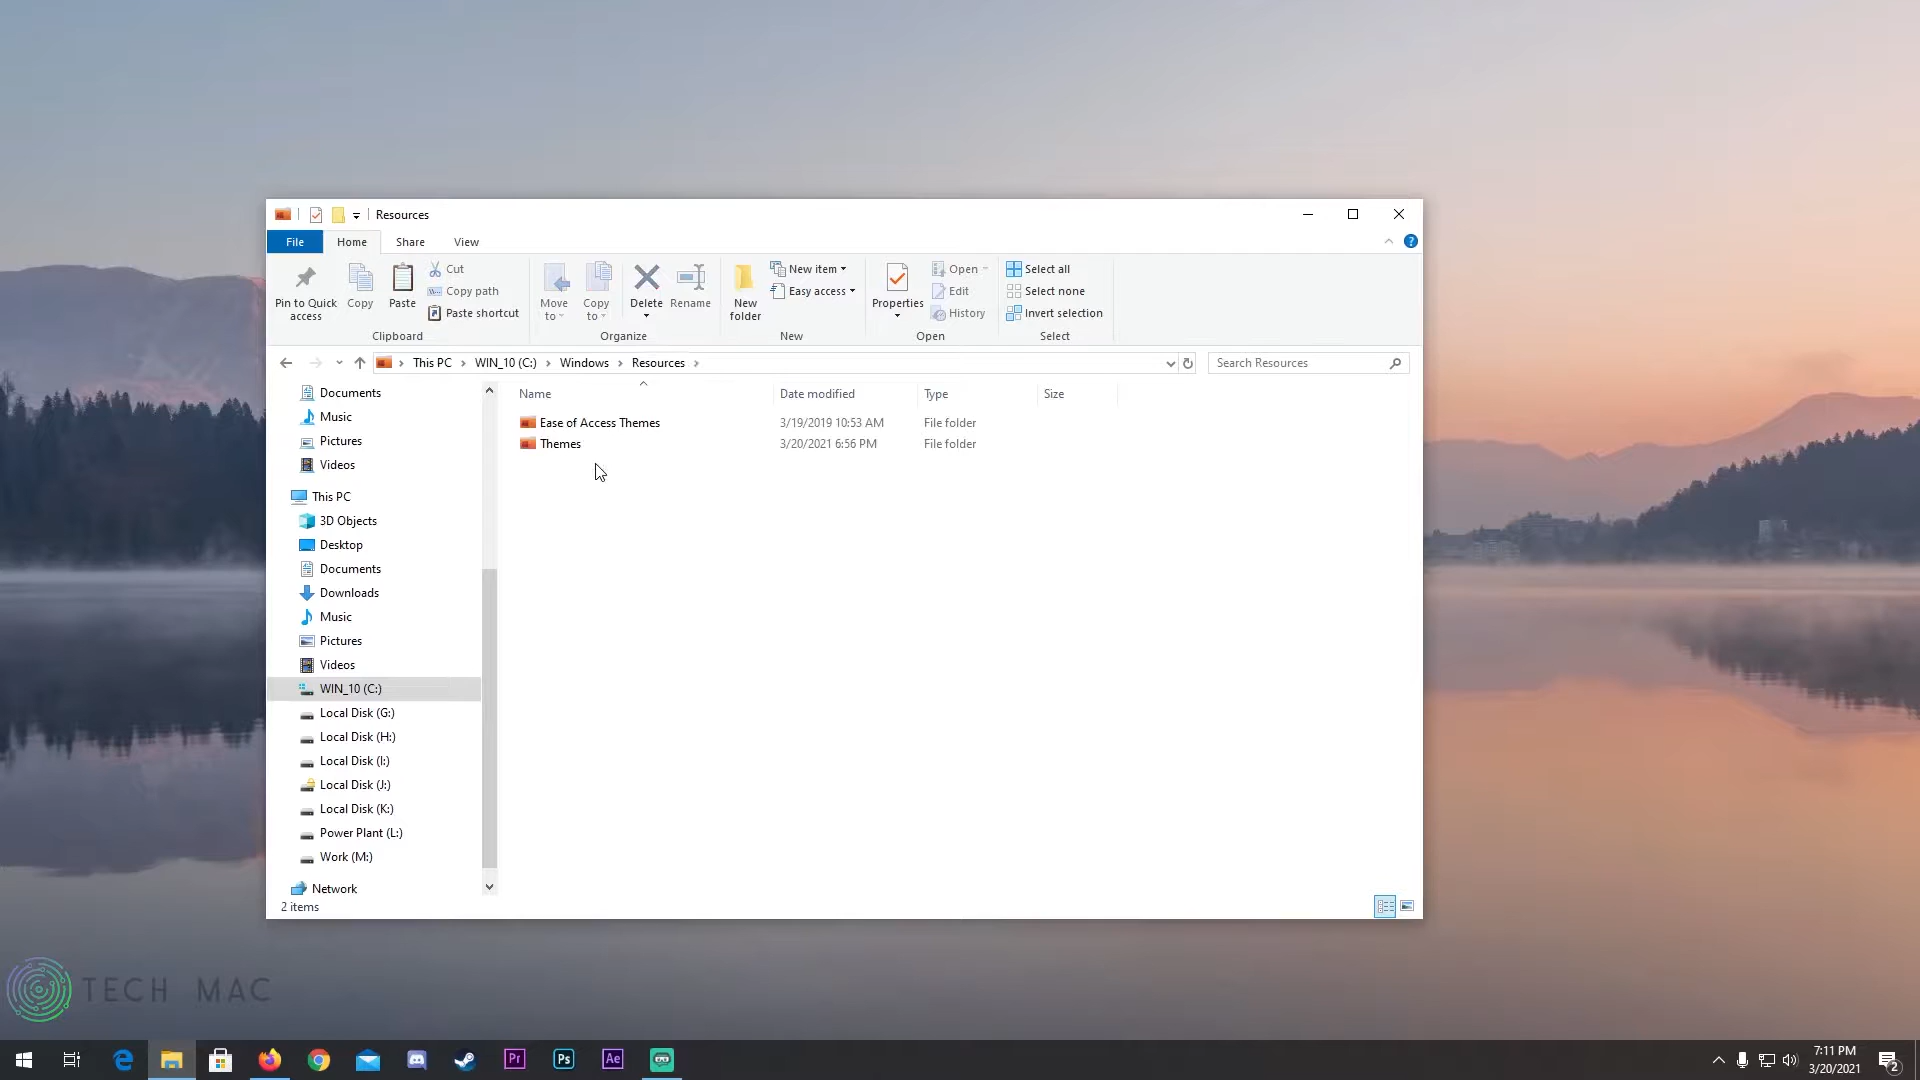 Resources
File
Home
Share
View
Pin to Quick
access
Copy
Paste
Cut
Copy path
Paste shortcut
Clipboard
Move
to
Copy
to
Delete
Rename
Organize
New
folder
New item
Easy access
New
Properties
Open
Edit
History
Open
Select all
Select none
Invert selection
Select
This PC
WIN_10 (C:)
Windows
Resources
Search Resources
Name
Date modified
Type
Size
Ease of Access Themes
3/19/2019 10:53 AM
File folder
Themes
3/20/2021 6:56 PM
File folder
Documents
Music
Pictures
Videos
This PC
3D Objects
Desktop
Documents
Downloads
Music
Pictures
Videos
WIN_10 (C:)
Local Disk (G:)
Local Disk (H:)
Local Disk (I:)
Local Disk (J:)
Local Disk (K:)
Power Plant (L:)
Work (M:)
Network
2 items
TECH MAC
Pr
Ps
Ae
7:11 PM
3/20/2021
2